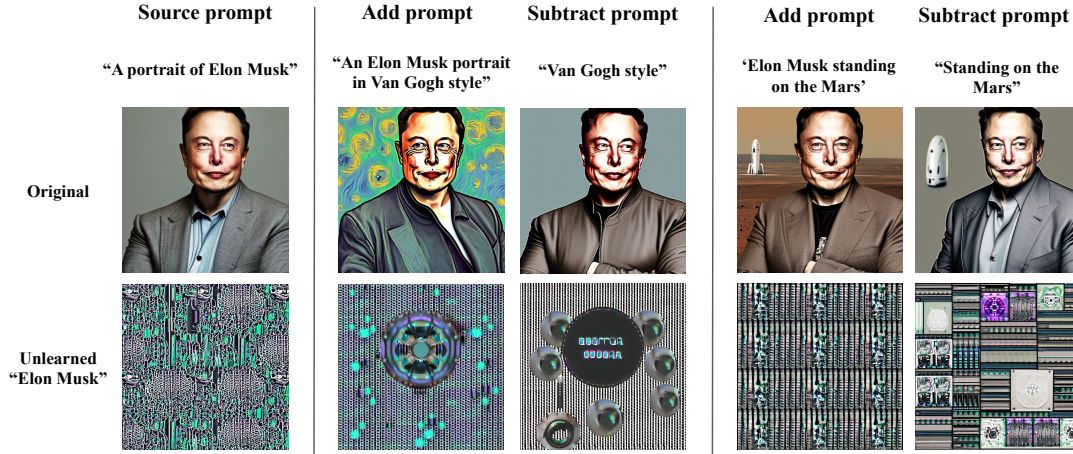 Source prompt
Add prompt
Subtract prompt
Add prompt
Subtract prompt
“A portrait of Elon Musk”
“An Elon Musk portrait
in Van Gogh style”
“Van Gogh style”
‘Elon Musk standing
on the Mars’
“Standing on the
Mars”
Original
Unlearned
“Elon Musk”